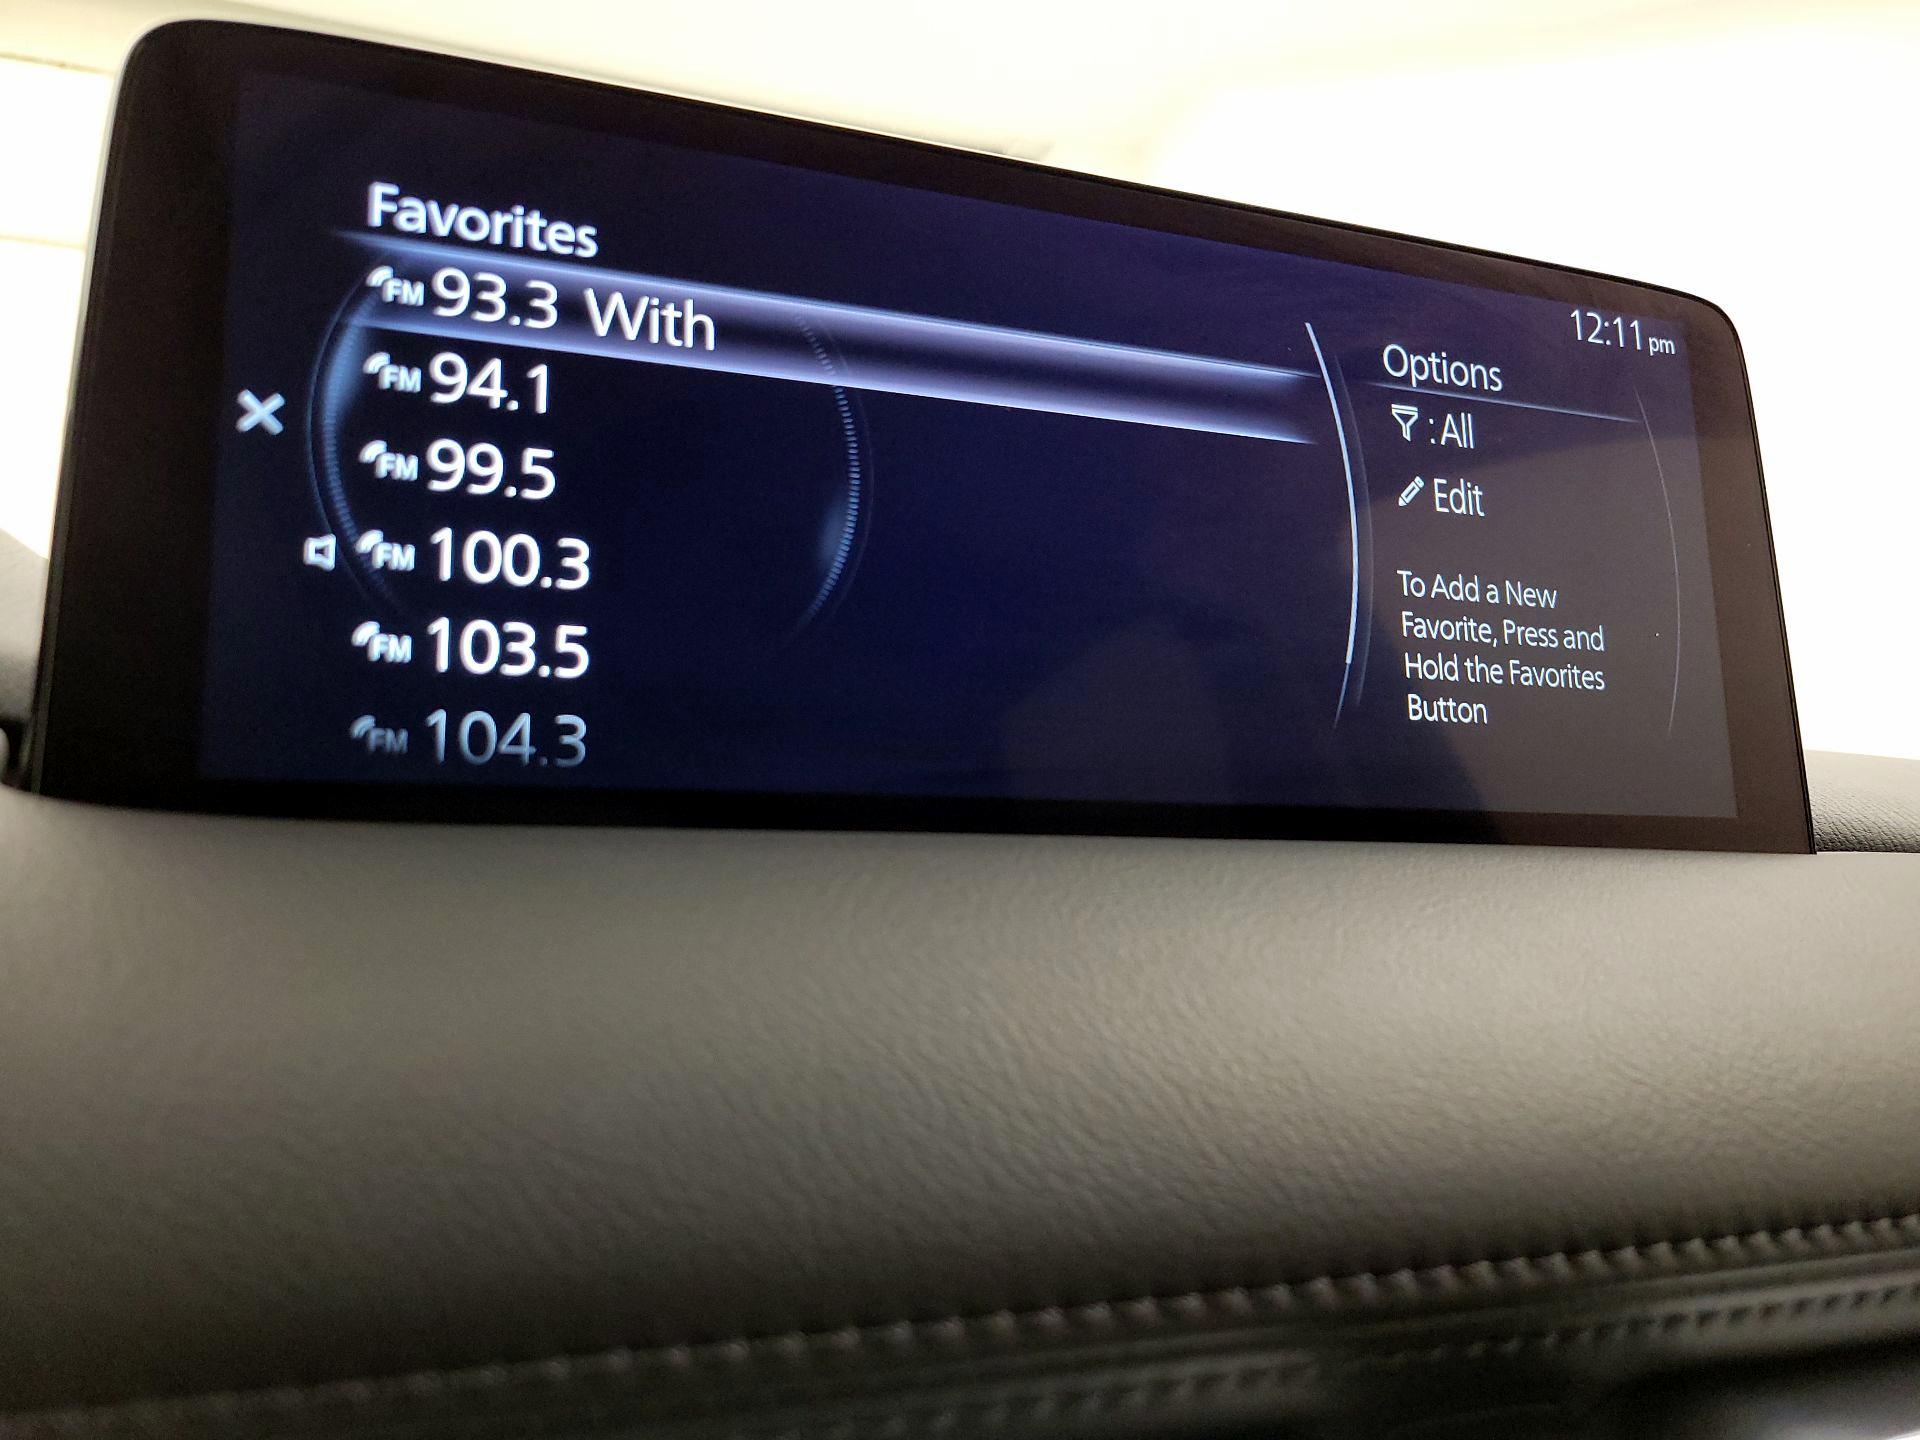 Favorites
FM 93.3 With
FM 94.1
FM 99.5
FM 100.3
FM 103.5
FM 104.3
12:11 pm
Options
: All
Edit
To Add a New
Favorite, Press and
Hold the Favorites
Button